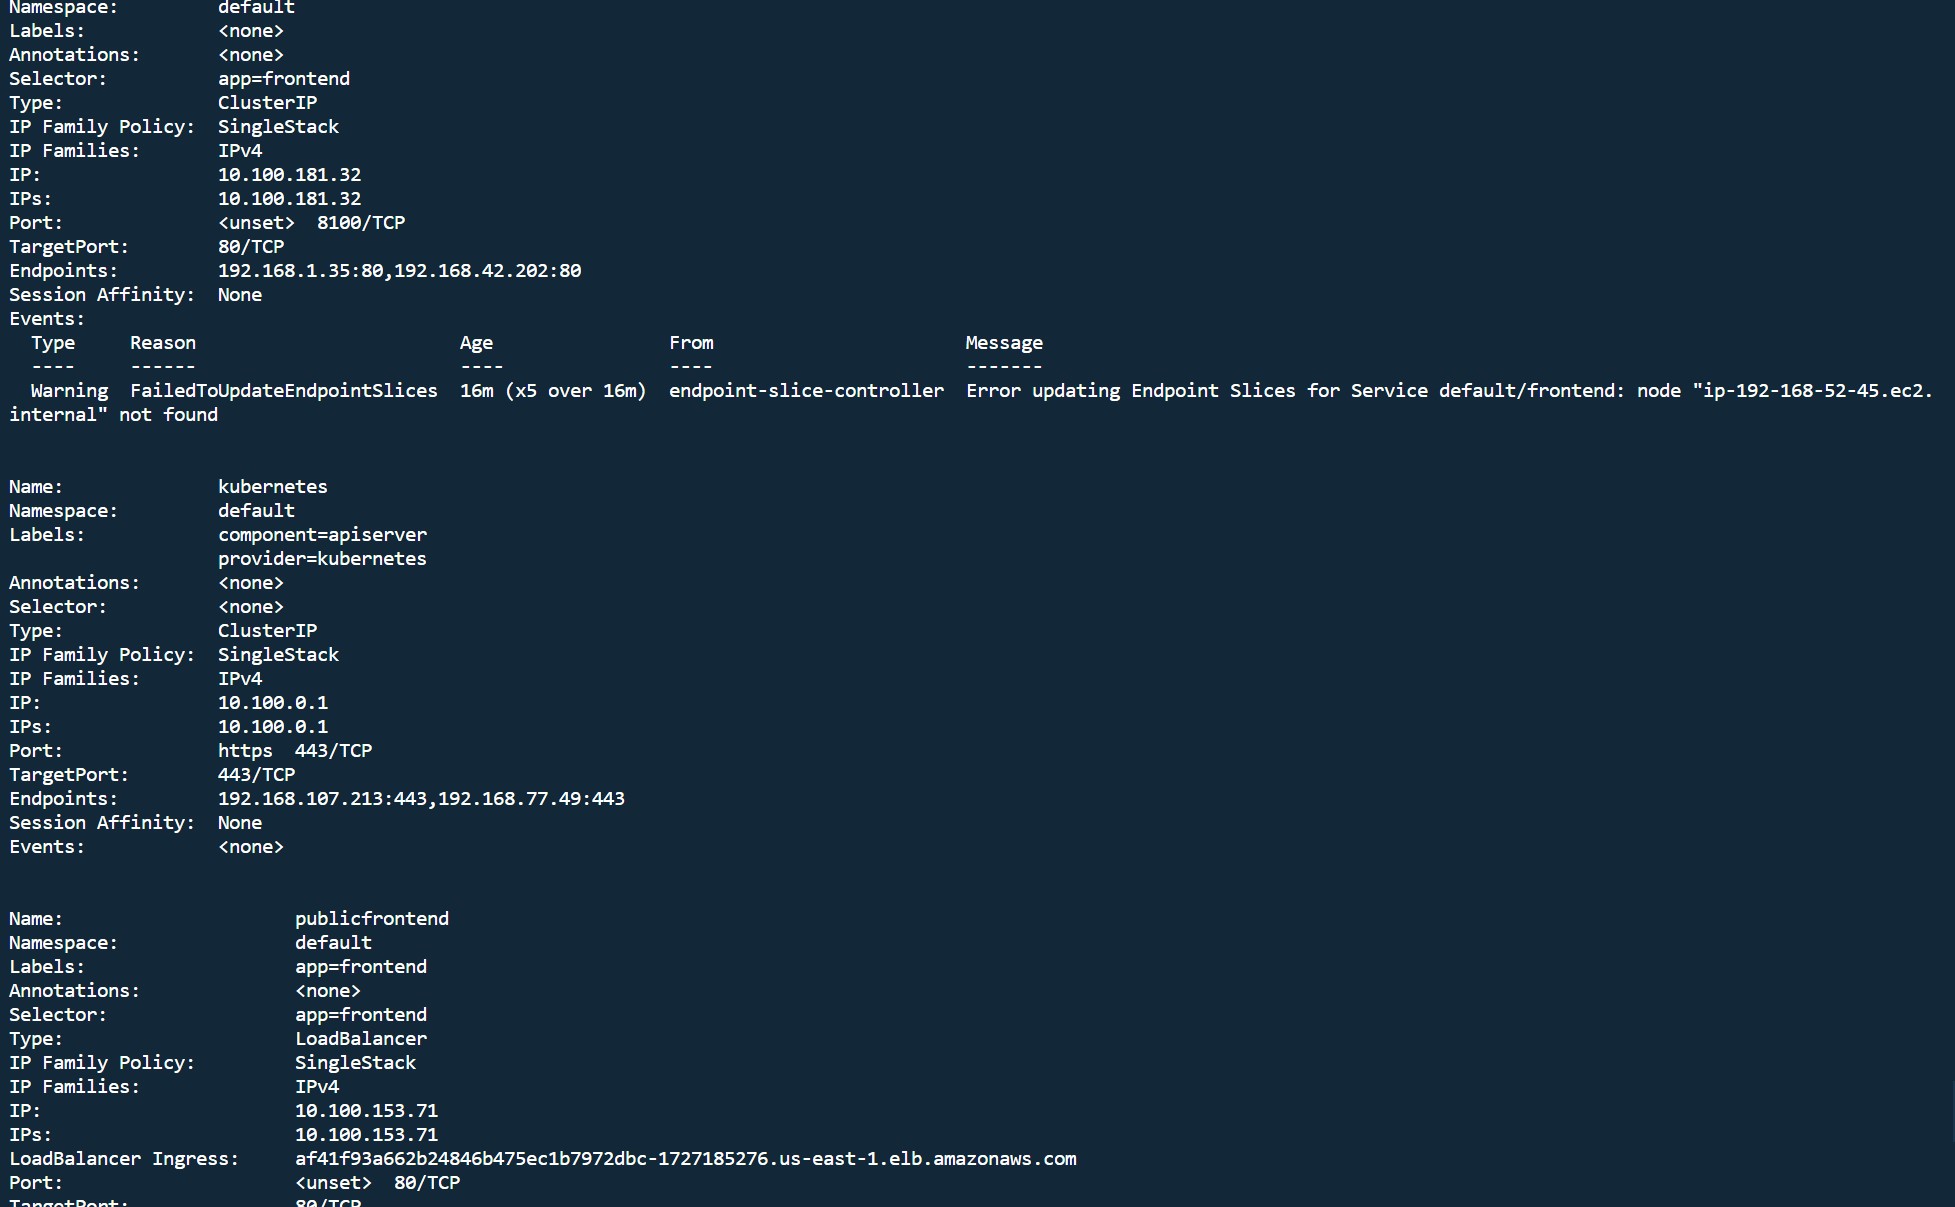 Namespace:         default
Labels:            <none>
Annotations:       <none>
Selector:          app=frontend
Type:              ClusterIP
IP Family Policy:  SingleStack
IP Families:       IPv4
IP:                10.100.181.32
IPs:               10.100.181.32
Port:              <unset>  8100/TCP
TargetPort:        80/TCP
Endpoints:         192.168.1.35:80,192.168.42.202:80
Session Affinity:  None
Events:
  Type     Reason                        Age                From                       Message
  ----     ------                        ----               ----                       -------
  Warning  FailedToUpdateEndpointSlices  16m (x5 over 16m)  endpoint-slice-controller  Error updating Endpoint Slices for Service default/frontend: node "ip-192-168-52-45.ec2.
internal" not found
Name:              kubernetes
Namespace:         default
Labels:            component=apiserver
                   provider=kubernetes
Annotations:       <none>
Selector:          <none>
Type:              ClusterIP
IP Family Policy:  SingleStack
IP Families:       IPv4
IP:                10.100.0.1
IPs:               10.100.0.1
Port:              https  443/TCP
TargetPort:        443/TCP
Endpoints:         192.168.107.213:443,192.168.77.49:443
Session Affinity:  None
Events:            <none>
Name:                     publicfrontend
Namespace:                default
Labels:                   app=frontend
Annotations:              <none>
Selector:                 app=frontend
Type:                     LoadBalancer
IP Family Policy:         SingleStack
IP Families:              IPv4
IP:                       10.100.153.71
IPs:                      10.100.153.71
LoadBalancer Ingress:     af41f93a662b24846b475ec1b7972dbc-1727185276.us-east-1.elb.amazonaws.com
Port:                     <unset>  80/TCP
TargetPort:               80/TCP